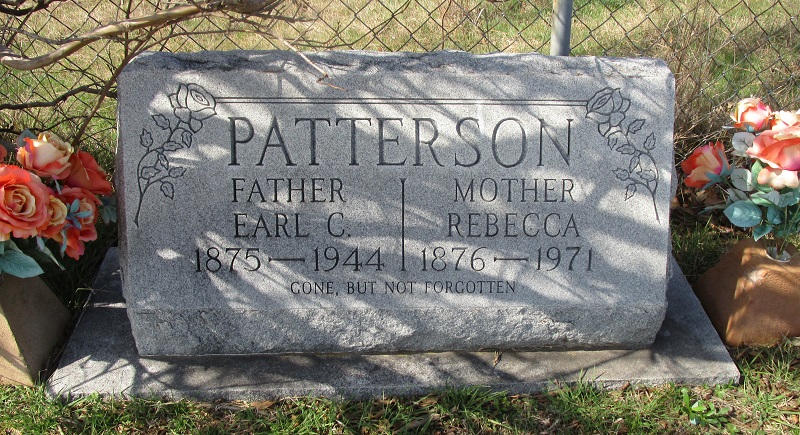 PATTERSON
FATHER MOTHER
EARL C. REBECCA
1875 — 1944 1876 — 1971
GONE, BUT NOT FORGOTTEN